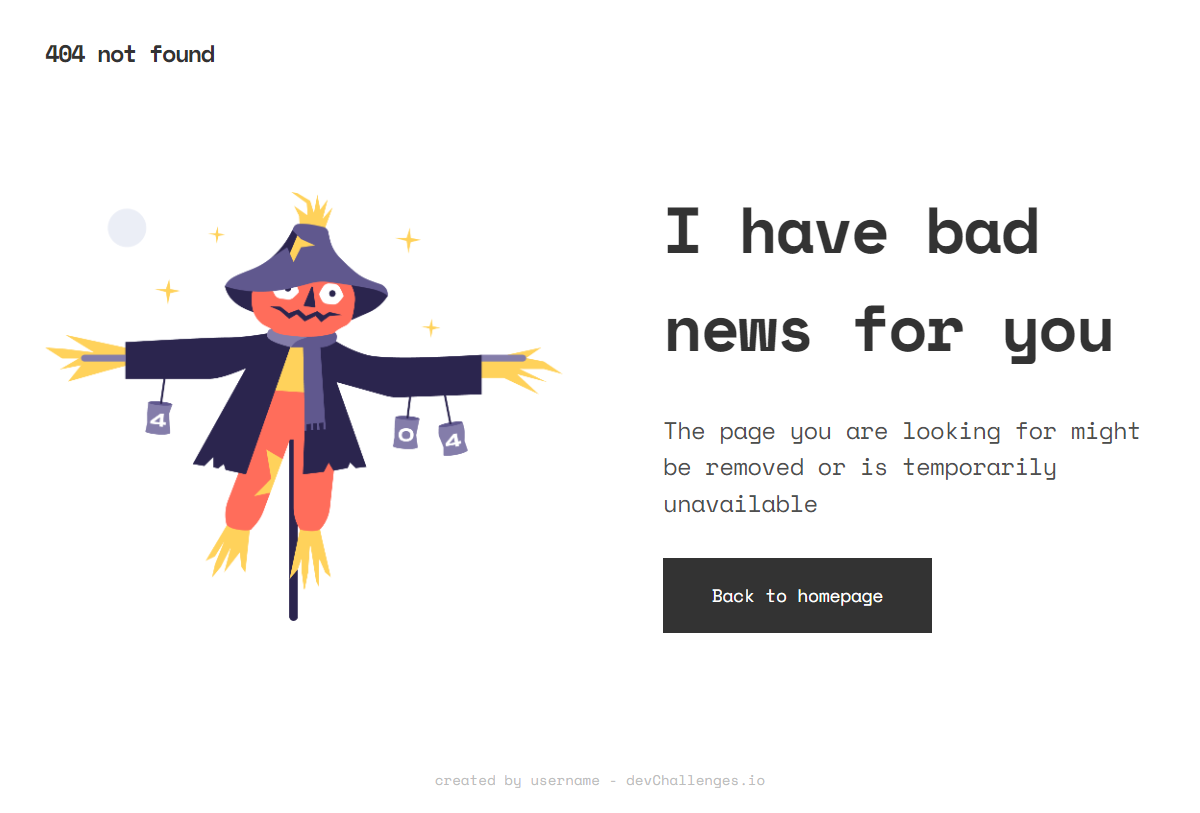 404 not found
I have bad
news for you
4
0
4
The page you are looking for might
be removed or is temporarily
unavailable
Back to homepage
created by username - devChallenges.io